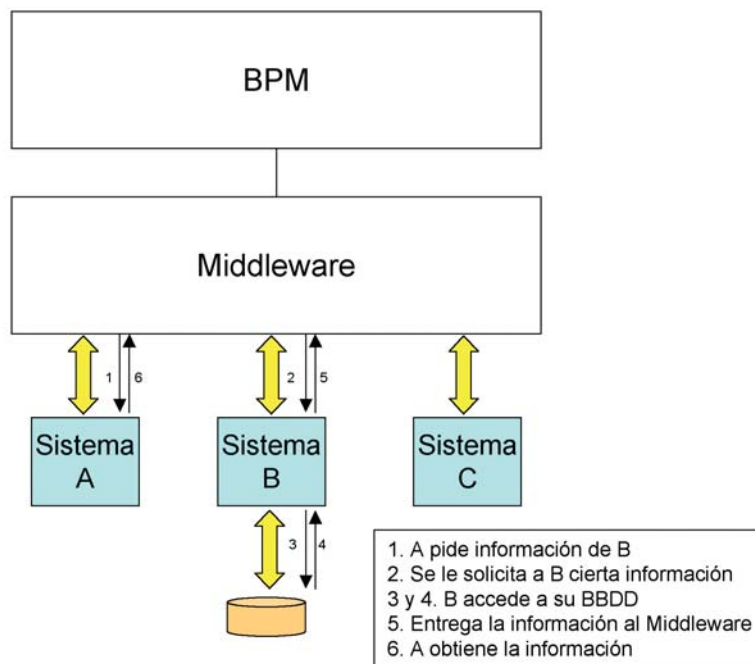 BPM
Middleware
1
6
2
5
Sistema
A
Sistema
B
Sistema
C
3
4
1. A pide información de B
2. Se le solicita a B cierta información
3 y 4. B accede a su BBDD
5. Entrega la información al Middleware
6. A obtiene la información